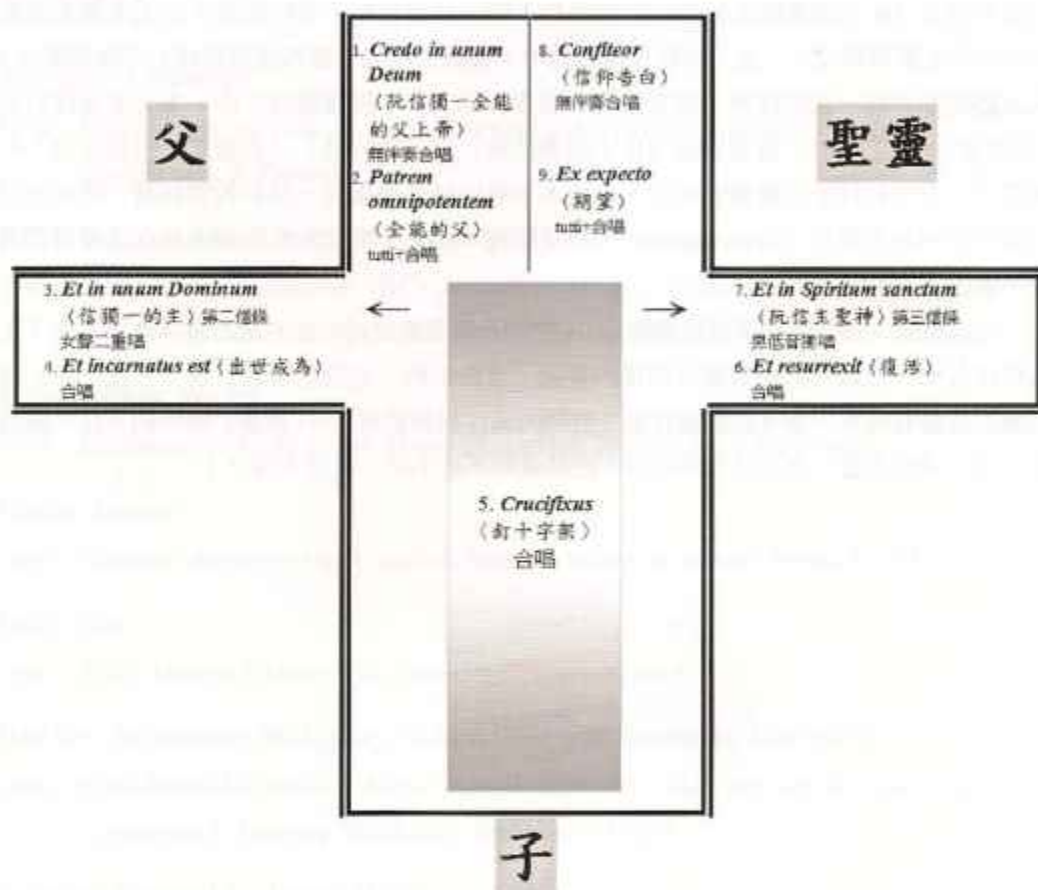 父
聖靈
1. Credo in unum
Deum
（阮信獨一全能
的父上帝）
無伴奏合唱
2. Patrem
omnipotentem
（全能的父）
tutti+合唱
8. Confiteor
（信仰告白）
無伴奏合唱
9. Ex expecto
（期望）
tutti+合唱
3. Et in unum Dominum
（信獨一的主）第二信條
女聲二重唱
4. Et incarnatus est（出世成為）
合唱
7. Et in Spiritum sanctum
（阮信主聖神）第三信條
男低音獨唱
6. Et resurrexit（復活）
合唱
5. Crucifixus
（釘十字架）
合唱
子